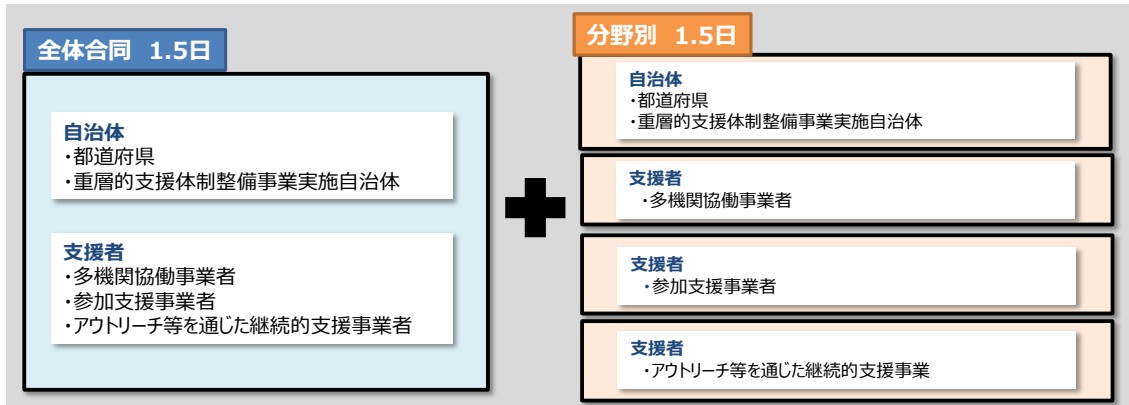 全体合同 1.5日
自治体
・都道府県
・重層的支援体制整備事業実施自治体
支援者
・多機関協働事業者
・参加支援事業者
・アウトリーチ等を通じた継続的支援事業者
分野別 1.5日
自治体
・都道府県
・重層的支援体制整備事業実施自治体
支援者
・多機関協働事業者
支援者
・参加支援事業者
支援者
・アウトリーチ等を通じた継続的支援事業